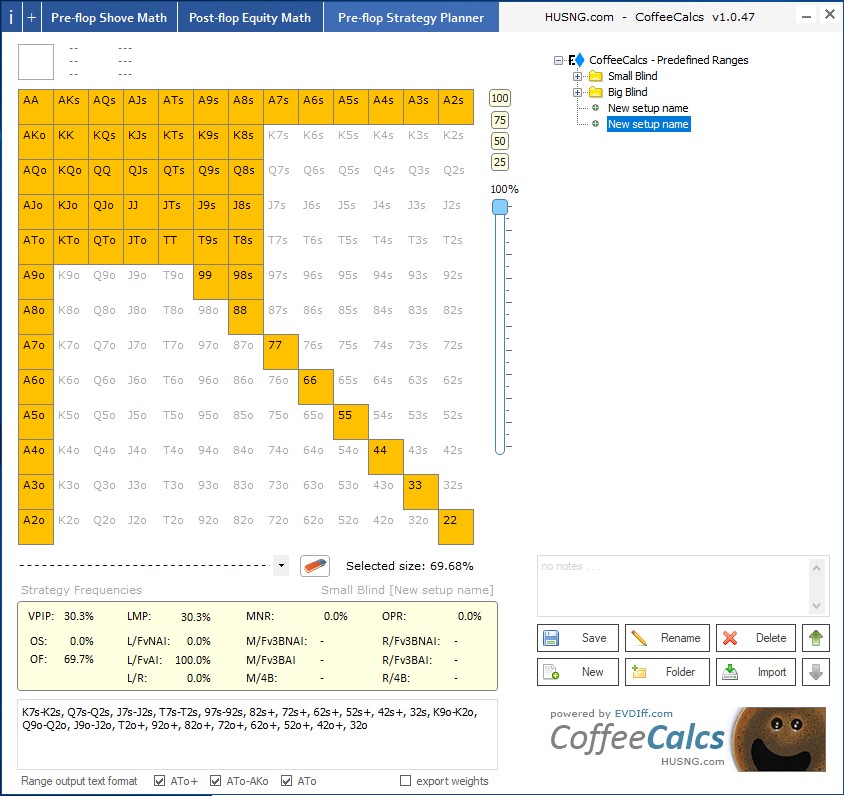 i + Pre-flop Shove Math Post-flop Equity Math Pre-flop Strategy Planner HUSNG.com - CoffeeCalcs v1.0.47
-- ---
-- ---
-- ---
AA AKs AQs AJs ATs A9s A8s A7s A6s A5s A4s A3s A2s
AKo KK KQs KJs KTs K9s K8s K7s K6s K5s K4s K3s K2s
AQo KQo QQ QJs QTs Q9s Q8s Q7s Q6s Q5s Q4s Q3s Q2s
AJo KJo QJo JJ JTs J9s J8s J7s J6s J5s J4s J3s J2s
ATo KTo QTo JTo TT T9s T8s T7s T6s T5s T4s T3s T2s
A9o K9o Q9o J9o T9o 99 98s 97s 96s 95s 94s 93s 92s
A8o K8o Q8o J8o T8o 98o 88 87s 86s 85s 84s 83s 82s
A7o K7o Q7o J7o T7o 97o 87o 77 76s 75s 74s 73s 72s
A6o K6o Q6o J6o T6o 96o 86o 76o 66 65s 64s 63s 62s
A5o K5o Q5o J5o T5o 95o 85o 75o 65o 55 54s 53s 52s
A4o K4o Q4o J4o T4o 94o 84o 74o 64o 54o 44 43s 42s
A3o K3o Q3o J3o T3o 93o 83o 73o 63o 53o 43o 33 32s
A2o K2o Q2o J2o T2o 92o 82o 72o 62o 52o 42o 32o 22
100
75
50
25
100%
CoffeeCalcs - Predefined Ranges
Small Blind
Big Blind
New setup name
New setup name
Selected size: 69.68%
Strategy Frequencies Small Blind [New setup name]
VPIP: 30.3% LMP: 30.3% MNR: 0.0% OPR: 0.0%
OS: 0.0% L/FvNAI: 0.0% M/Fv3BNAI: - R/Fv3BNAI: -
OF: 69.7% L/FvAI: 100.0% M/Fv3BAI - R/Fv3BAI: -
L/R: 0.0% M/4B: - R/4B: -
K7s-K2s, Q7s-Q2s, J7s-J2s, T7s-T2s, 97s-92s, 82s+, 72s+, 62s+, 52s+, 42s+, 32s, K9o-K2o,
Q9o-Q2o, J9o-J2o, T2o+, 92o+, 82o+, 72o+, 62o+, 52o+, 42o+, 32o
Range output text format ATo+ ATo-AKo ATo export weights
no notes . . .
Save Rename Delete
New Folder Import
powered by EVDIff.com
CoffeeCalcs
HUSNG.com